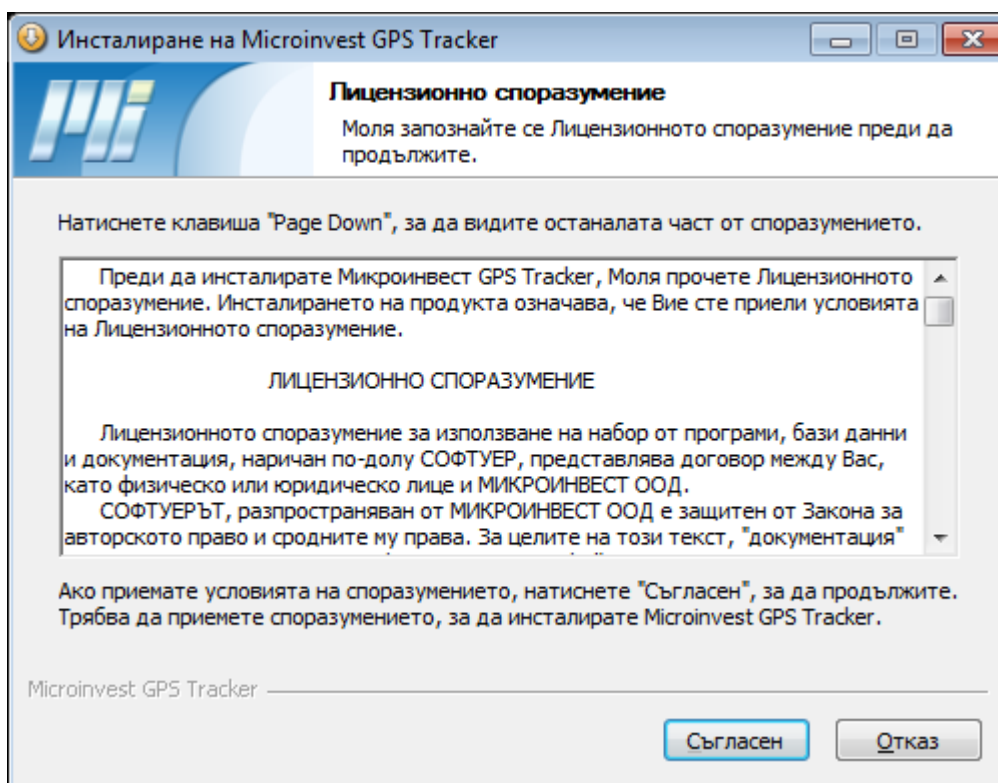 Инсталиране на Microinvest GPS Tracker
Mi
Лицензионно споразумение
Моля запознайте се Лицензионното споразумение преди да
продължите.
Натиснете клавиша "Page Down", за да видите останалата част от споразумението.
Преди да инсталирате Микроинвест GPS Tracker, Моля прочете Лицензионното
споразумение. Инсталирането на продукта означава, че Вие сте приели условията
на Лицензионното споразумение.
ЛИЦЕНЗИОННО СПОРАЗУМЕНИЕ
Лицензионното споразумение за използване на набор от програми, бази данни
и документация, наричан по-долу СОФТУЕР, представлява договор между Вас,
като физическо или юридическо лице и МИКРОИНВЕСТ ООД.
СОФТУЕРЪТ, разпространяван от МИКРОИНВЕСТ ООД е защитен от Закона за
авторското право и сродните му права. За целите на този текст, "документация"
Ако приемате условията на споразумението, натиснете "Съгласен", за да продължите.
Трябва да приемете споразумението, за да инсталирате Microinvest GPS Tracker.
Microinvest GPS Tracker
Съгласен
Отказ